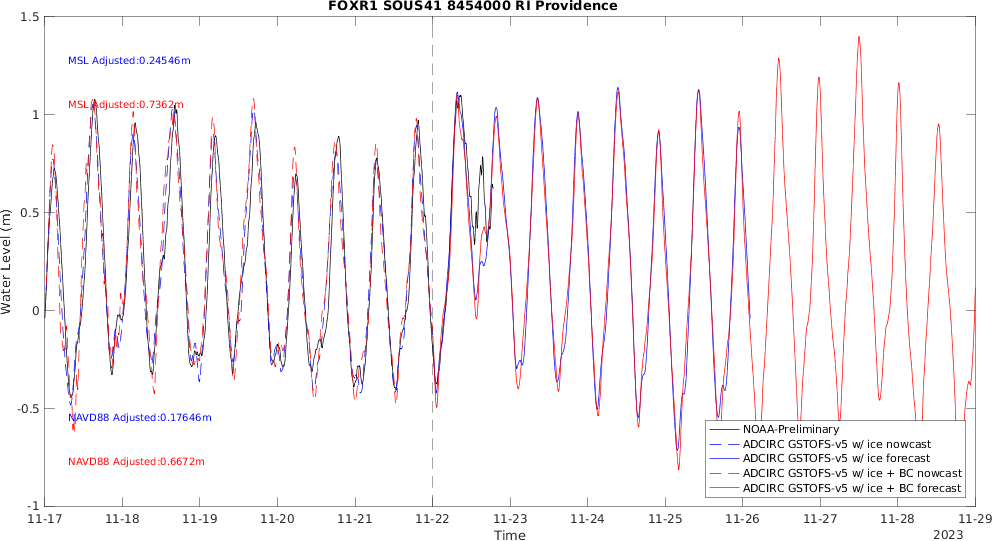 FOXR1 SOUS41 8454000 RI Providence
1.5
1
0.5
0
-0.5
-1
Water Level (m)
MSL Adjusted:0.24546m
MSL Adjusted:0.7362m
NAVD88 Adjusted:0.17646m
NAVD88 Adjusted:0.6672m
NOAA-Preliminary
ADCIRC GSTOFS-v5 w/ ice nowcast
ADCIRC GSTOFS-v5 w/ ice forecast
ADCIRC GSTOFS-v5 w/ ice + BC nowcast
ADCIRC GSTOFS-v5 w/ ice + BC forecast
11-17 11-18 11-19 11-20 11-21 11-22 11-23 11-24 11-25 11-26 11-27 11-28 11-29
Time
2023